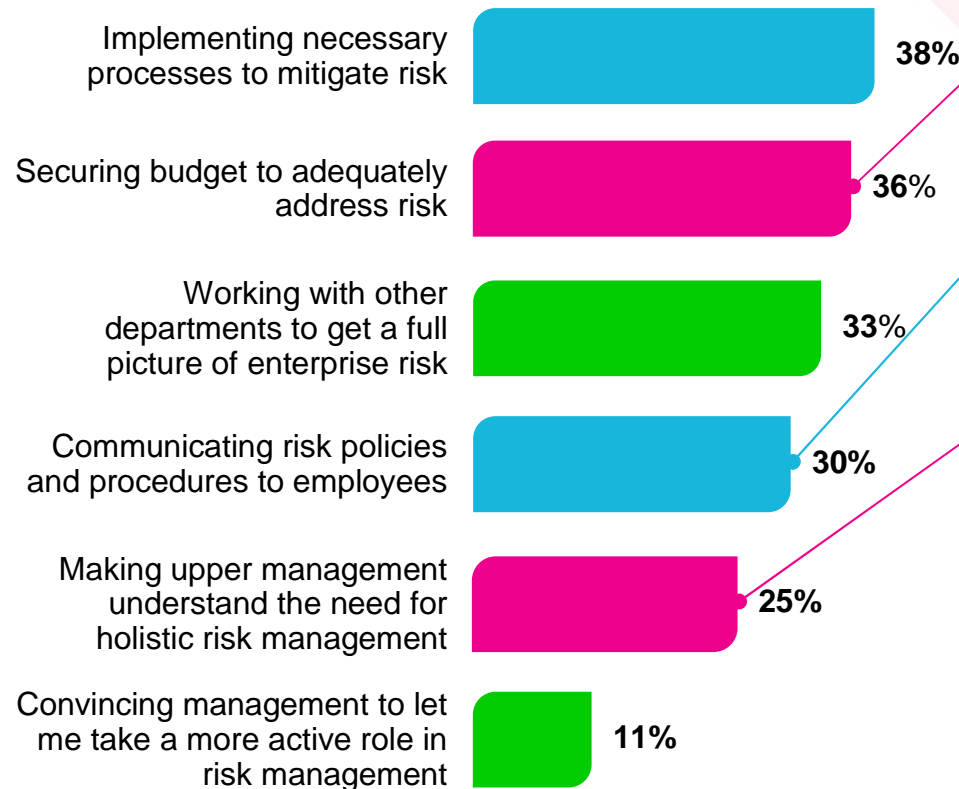 Implementing necessary
processes to mitigate risk
38%
Securing budget to adequately
address risk
36%
Working with other
departments to get a full
picture of enterprise risk
33%
Communicating risk policies
and procedures to employees
30%
Making upper management
understand the need for
holistic risk management
25%
Convincing management to let
me take a more active role in
risk management
11%